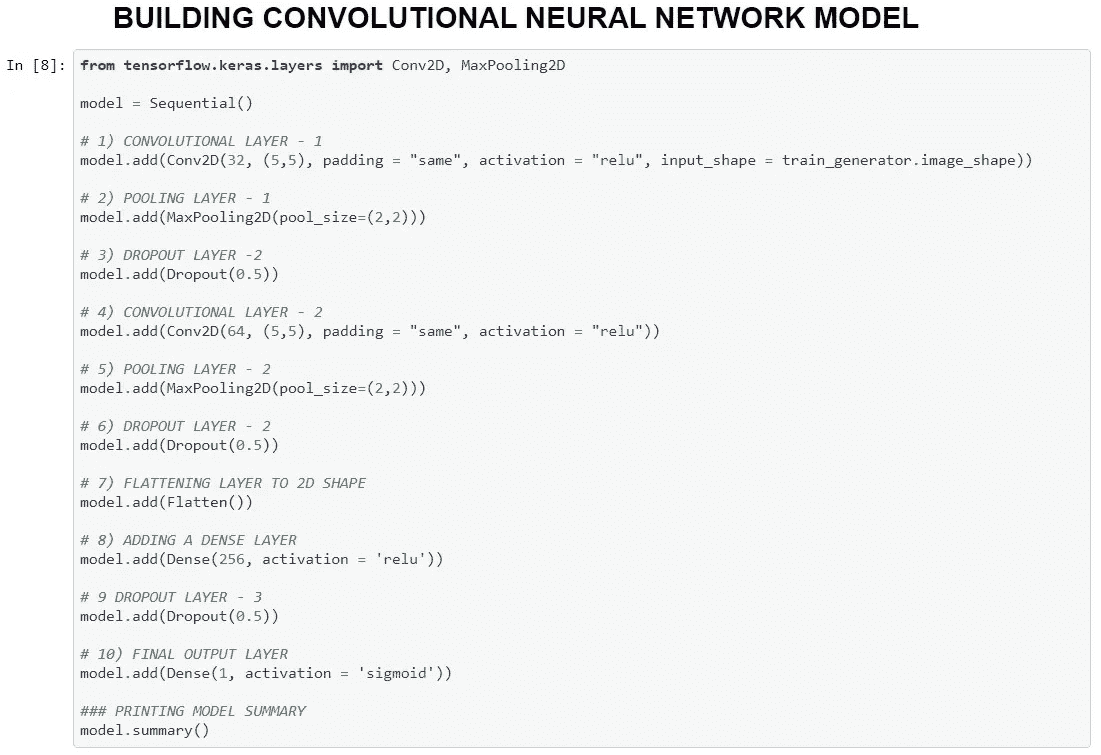 BUILDING CONVOLUTIONAL NEURAL NETWORK MODEL
In [8]: from tensorflow.keras.layers import Conv2D, MaxPooling2D
model = Sequential()
# 1) CONVOLUTIONAL LAYER - 1
model.add(Conv2D(32, (5,5), padding = "same", activation = "relu", input_shape = train_generator.image_shape))
# 2) POOLING LAYER - 1
model.add(MaxPooling2D(pool_size=(2,2)))
# 3) DROPOUT LAYER -2
model.add(Dropout(0.5))
# 4) CONVOLUTIONAL LAYER - 2
model.add(Conv2D(64, (5,5), padding = "same", activation = "relu"))
# 5) POOLING LAYER - 2
model.add(MaxPooling2D(pool_size=(2,2)))
# 6) DROPOUT LAYER - 2
model.add(Dropout(0.5))
# 7) FLATTENING LAYER TO 2D SHAPE
model.add(Flatten())
# 8) ADDING A DENSE LAYER
model.add(Dense(256, activation = 'relu'))
# 9 DROPOUT LAYER - 3
model.add(Dropout(0.5))
# 10) FINAL OUTPUT LAYER
model.add(Dense(1, activation = 'sigmoid'))
### PRINTING MODEL SUMMARY
model.summary()